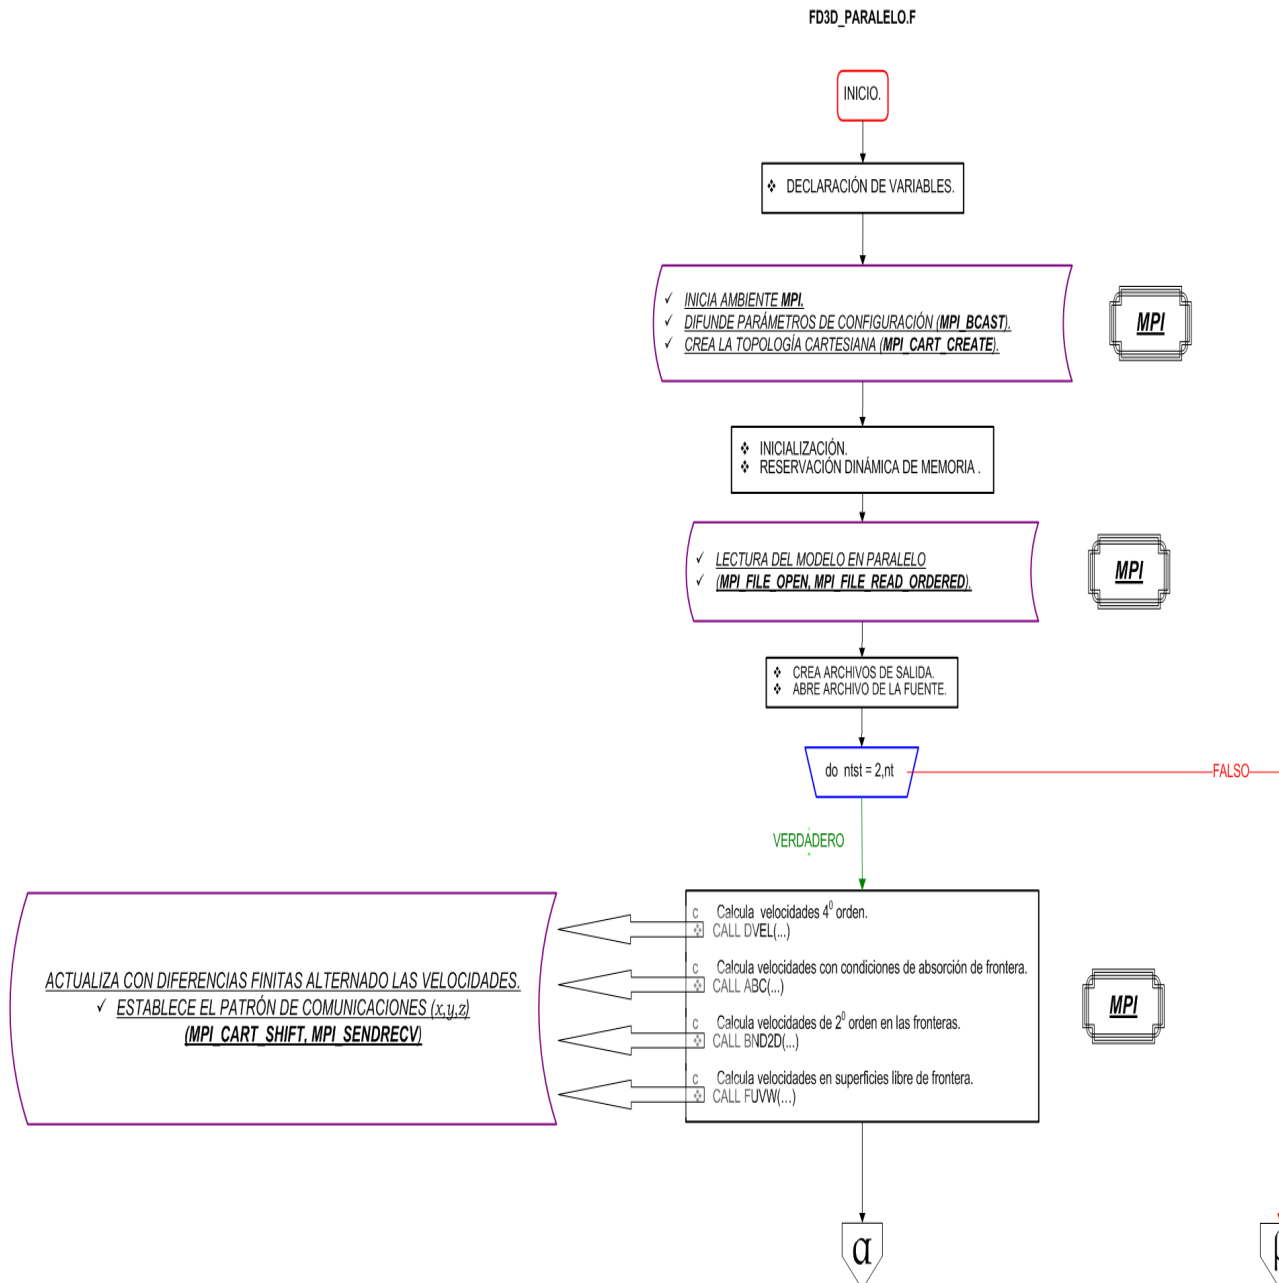 FD3D_PARALELO.F
INICIO.
❖ DECLARACIÓN DE VARIABLES.
✓ INICIA AMBIENTE MPI.
✓ DIFUNDE PARÁMETROS DE CONFIGURACIÓN (MPI_BCAST).
✓ CREA LA TOPOLOGÍA CARTESIANA (MPI_CART_CREATE).
MPI
❖ INICIALIZACIÓN.
❖ RESERVACIÓN DINÁMICA DE MEMORIA .
✓ LECTURA DEL MODELO EN PARALELO
✓ (MPI_FILE_OPEN, MPI_FILE_READ_ORDERED).
MPI
❖ CREA ARCHIVOS DE SALIDA.
❖ ABRE ARCHIVO DE LA FUENTE.
do ntst = 2,nt
FALSO
VERDADERO
c Calcula velocidades 4⁰ orden.
❖ CALL DVEL(...)
c Calcula velocidades con condiciones de absorción de frontera.
❖ CALL ABC(...)
c Calcula velocidades de 2⁰ orden en las fronteras.
❖ CALL BND2D(...)
c Calcula velocidades en superficies libre de frontera.
❖ CALL FUVW(...)
ACTUALIZA CON DIFERENCIAS FINITAS ALTERNADO LAS VELOCIDADES.
✓ ESTABLECE EL PATRÓN DE COMUNICACIONES (x,y,z)
(MPI_CART_SHIFT, MPI_SENDRECV)
MPI
α